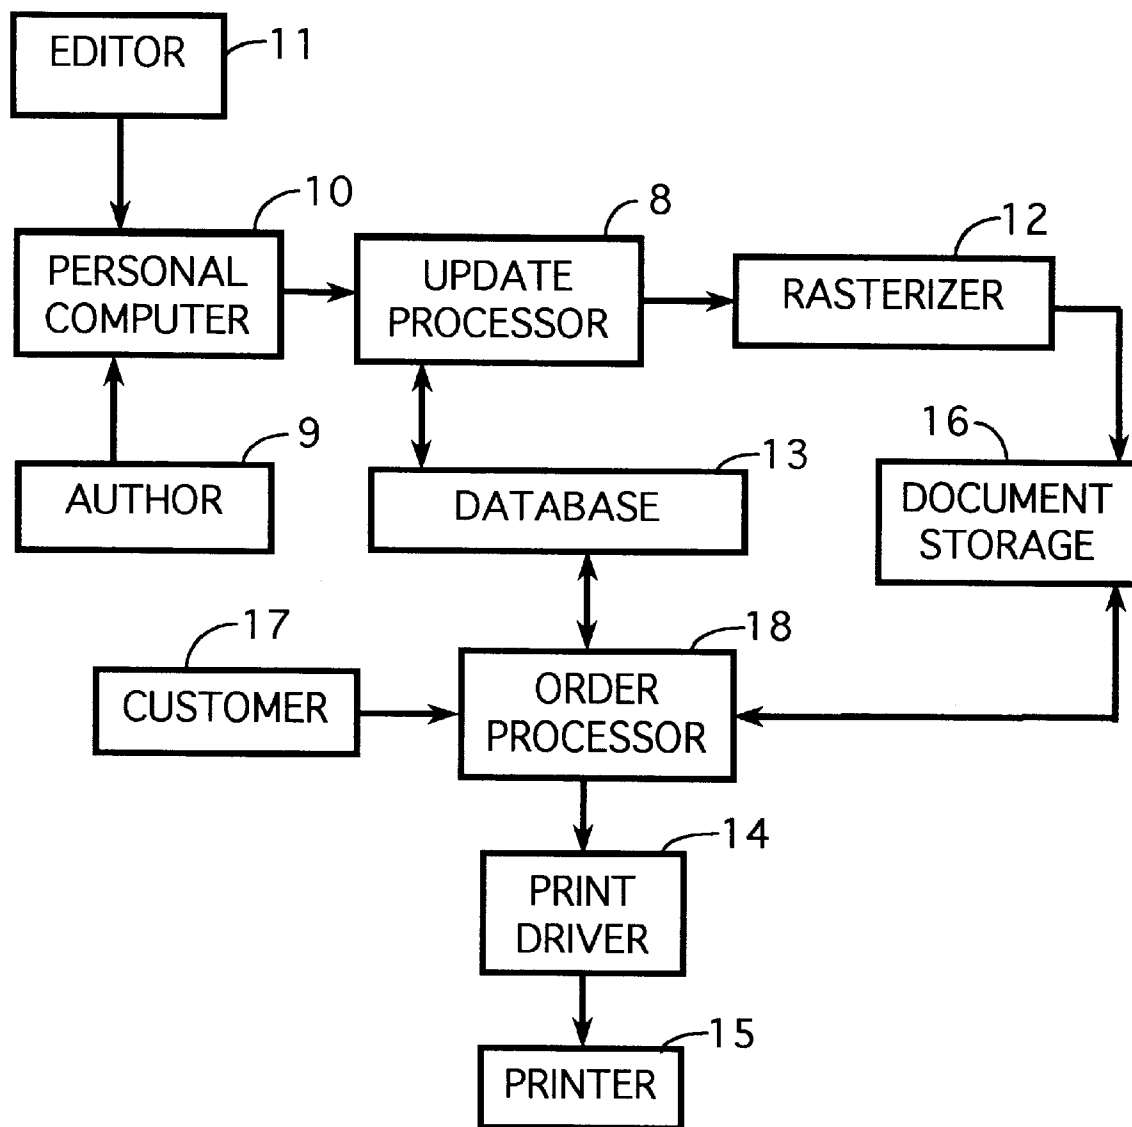 EDITOR
11
10
8
12
PERSONAL
COMPUTER
UPDATE
PROCESSOR
RASTERIZER
9
13
16
AUTHOR
DATABASE
DOCUMENT
STORAGE
17
18
CUSTOMER
ORDER
PROCESSOR
14
PRINT
DRIVER
15
PRINTER